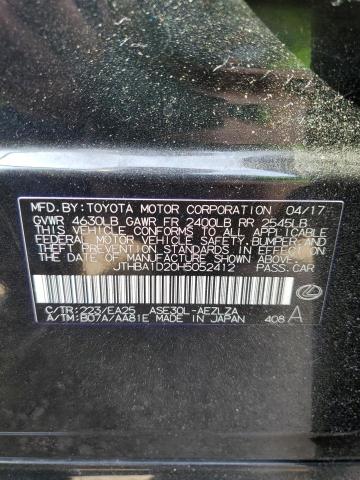 MFD.BY:TOYOTA MOTOR CORPORATION 04/17
GVWR 4630LB GAWR FR 2400LB RR 2545LB
THIS VEHICLE CONFORMS TO ALL APPLICABLE
FEDERAL MOTOR VEHICLE SAFETY, BUMPER, AND
THEFT PREVENTION STANDARDS IN EFFECT ON
THE DATE OF MANUFACTURE SHOWN ABOVE.
JTHBA1D20H5052412 PASS.CAR
C/TR:223/EA25 ASE30L-AEZLZA
A/TM:B07A/AA81E MADE IN JAPAN 408 A